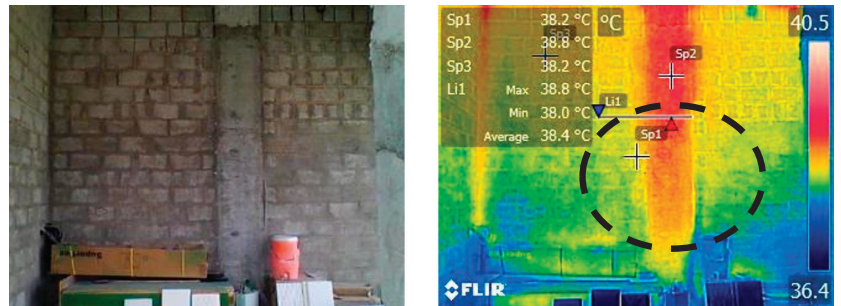 Sp1 38.2 °C
Sp2 38.8 °C
Sp3 38.2 °C
Li1 Max 38.8 °C
Min 38.0 °C
Average 38.4 °C
°C
40.5
Sp3
Sp2
Li1
Sp1
FLIR
36.4